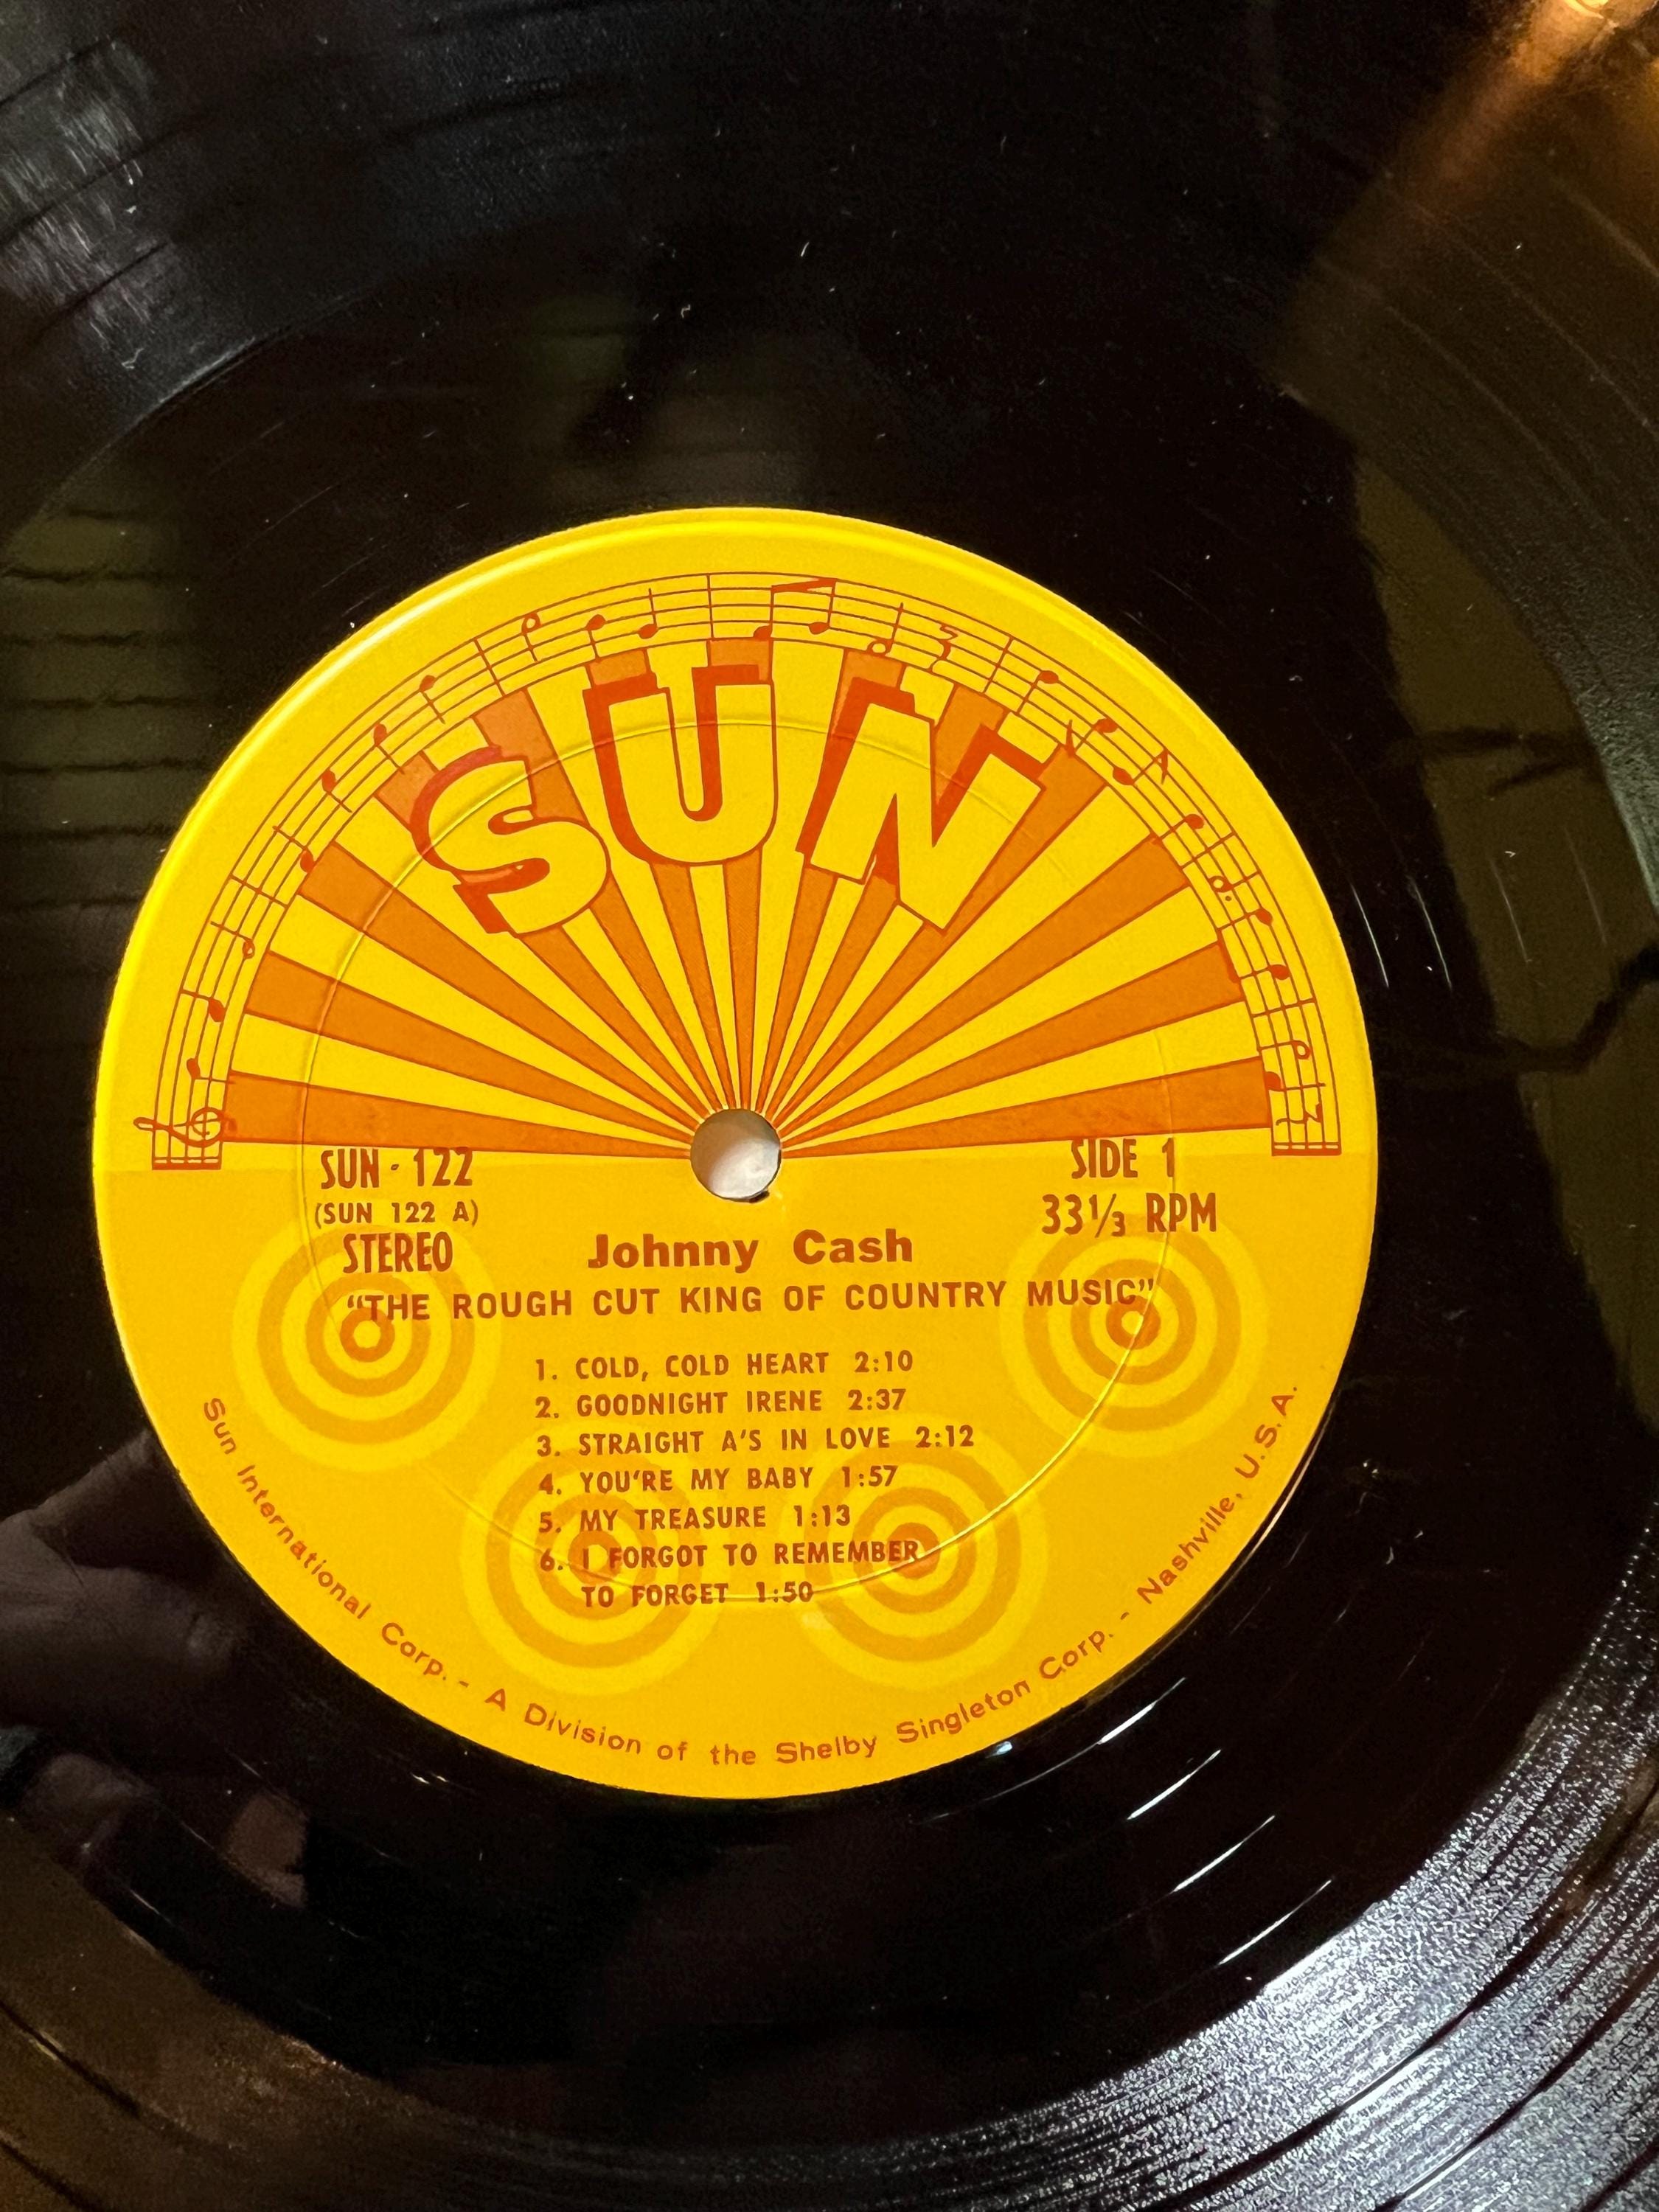 SUN
SUN - 122
(SUN 122 A)
STEREO
SIDE 1
33⅓ RPM
Johnny Cash
"THE ROUGH CUT KING OF COUNTRY MUSIC"
1. COLD, COLD HEART 2:10
2. GOODNIGHT IRENE 2:37
3. STRAIGHT A'S IN LOVE 2:12
4. YOU'RE MY BABY 1:57
5. MY TREASURE 1:13
6. I FORGOT TO REMEMBER
TO FORGET 1:50
Sun International Corp. - A Division of the Shelby Singleton Corp. - Nashville, U.S.A.